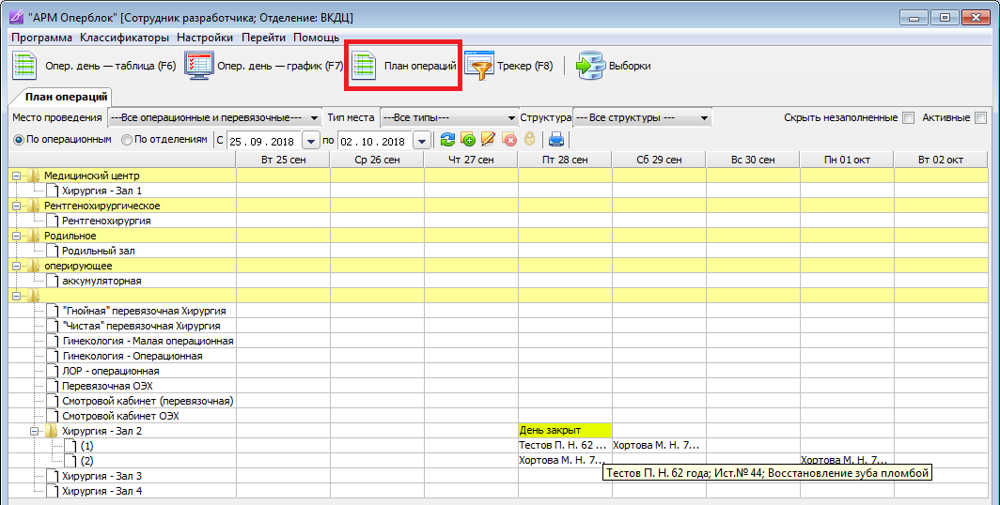 "АРМ Оперблок" [Сотрудник разработчика; Отделение: ВКДЦ]
Программа Классификаторы Настройки Перейти Помощь
Опер. день — таблица (F6) Опер. день — график (F7) План операций Трекер (F8) Выборки
План операций
Место проведения ---Все операционные и перевязочные--- Тип места ---Все типы--- Структура --- Все структуры --- Скрыть незаполненные Активные
По операционным По отделениям С 25 . 09 . 2018 по 02 . 10 . 2018
Вт 25 сен Ср 26 сен Чт 27 сен Пт 28 сен Сб 29 сен Вс 30 сен Пн 01 окт Вт 02 окт
Медицинский центр
Хирургия - Зал 1
Рентгенохирургическое
Рентгенохирургия
Родильное
Родильный зал
оперирующее
аккумуляторная
"Гнойная" перевязочная Хирургия
"Чистая" перевязочная Хирургия
Гинекология - Малая операционная
Гинекология - Операционная
ЛОР - операционная
Перевязочная ОЭХ
Смотровой кабинет (перевязочная)
Смотровой кабинет ОЭХ
Хирургия - Зал 2 День закрыт
(1) Тестов П. Н. 62 ... Хортова М. Н. 7...
(2) Хортова М. Н. 7... Хортова М. Н. 7...
Тестов П. Н. 62 года; Ист.№ 44; Восстановление зуба пломбой
Хирургия - Зал 3
Хирургия - Зал 4